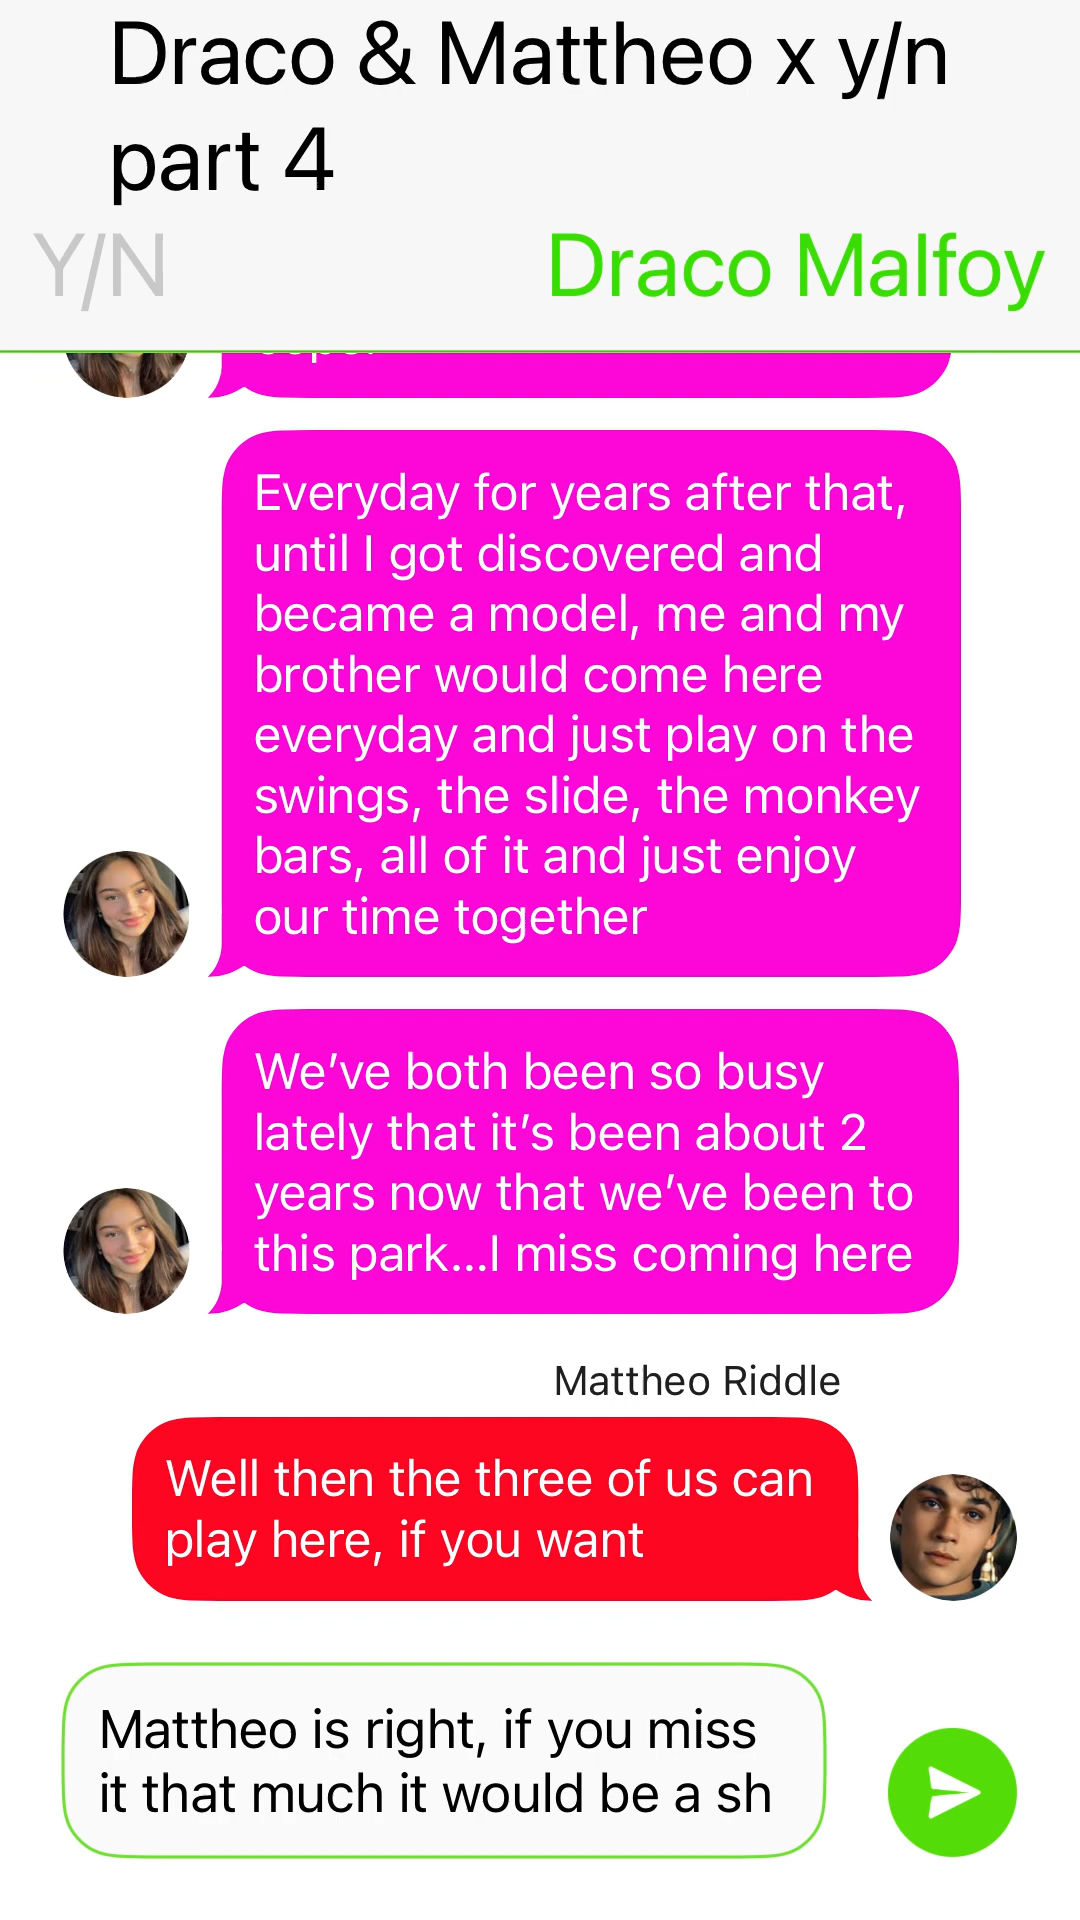 Draco & Mattheo x y/n
part 4
Y/N
Draco Malfoy
Everyday for years after that,
until I got discovered and
became a model, me and my
brother would come here
everyday and just play on the
swings, the slide, the monkey
bars, all of it and just enjoy
our time together
We’ve both been so busy
lately that it’s been about 2
years now that we’ve been to
this park...I miss coming here
Mattheo Riddle
Well then the three of us can
play here, if you want
Mattheo is right, if you miss
it that much it would be a sh